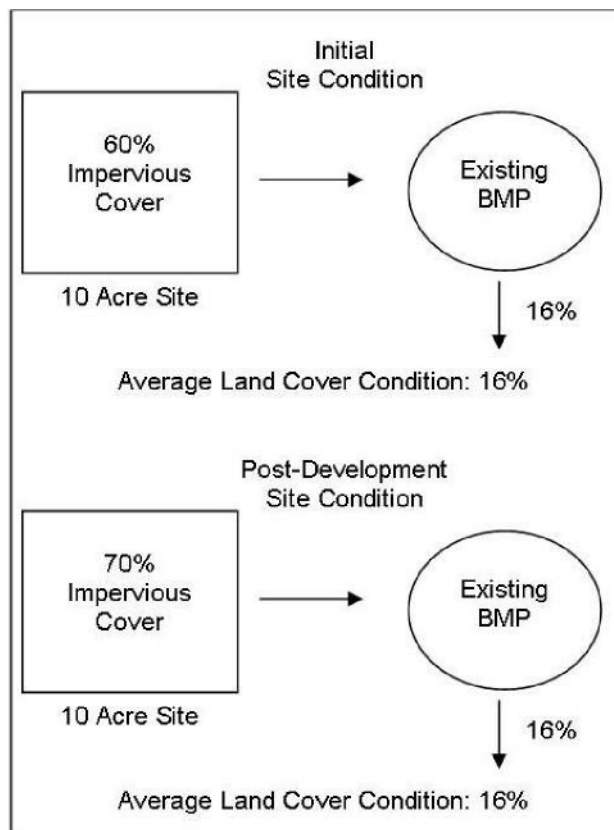 Initial
Site Condition
60%
Impervious
Cover
Existing
BMP
10 Acre Site
16%
Average Land Cover Condition: 16%
Post-Development
Site Condition
70%
Impervious
Cover
Existing
BMP
10 Acre Site
16%
Average Land Cover Condition: 16%